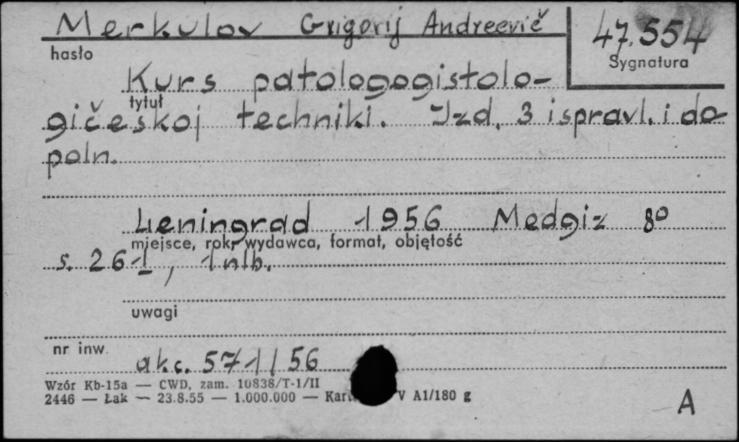 Merkulov Grigorij Andreevič
47.554
hasło
Sygnatura
Kurs patologogistolo-
tytuł
gičeskoj techniki. Izd. 3 ispravl. i do-
poln.
Leningrad 1956 Medgiz 8º
miejsce, rok, wydawca, format, objętość
s. 261, 1 nlb.
uwagi
nr inw.
akc. 571/56
Wzór Kb-15a — CWD, zam. 10838/T-1/II
2446 — Łak — 23.8.55 — 1.000.000 — V A1/180 g
A